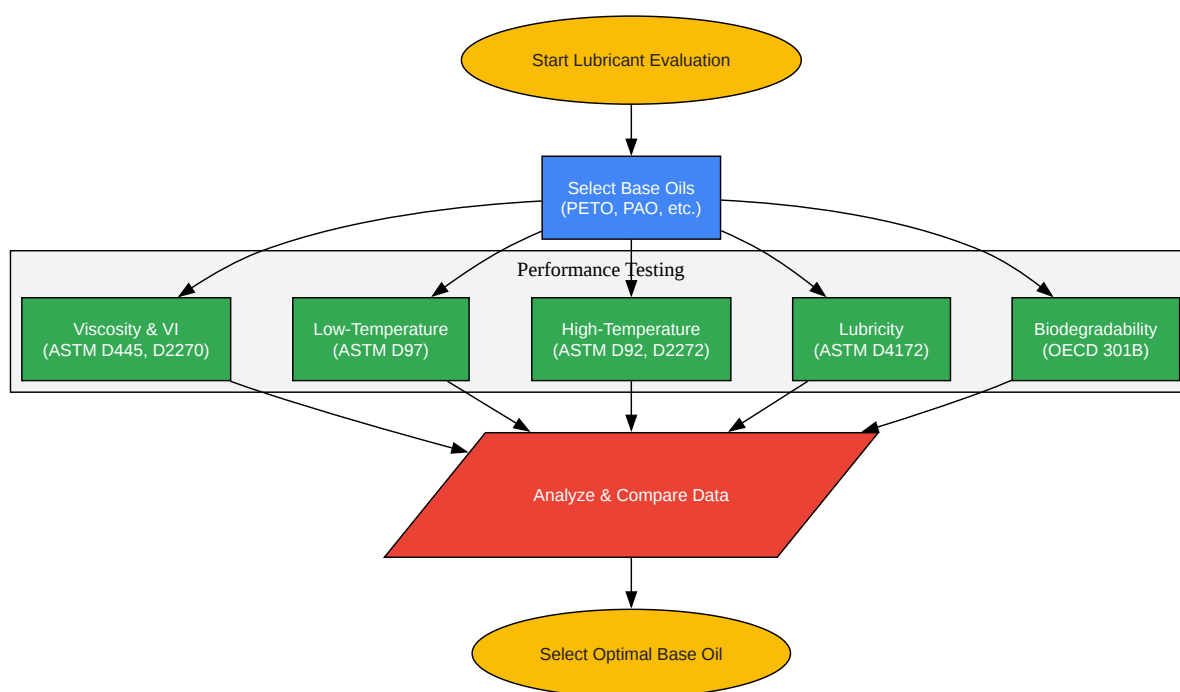 Start Lubricant Evaluation
Select Base Oils
(PETO, PAO, etc.)
Performance Testing
Viscosity & VI
(ASTM D445, D2270)
Low-Temperature
(ASTM D97)
High-Temperature
(ASTM D92, D2272)
Lubricity
(ASTM D4172)
Biodegradability
(OECD 301B)
Analyze & Compare Data
Select Optimal Base Oil